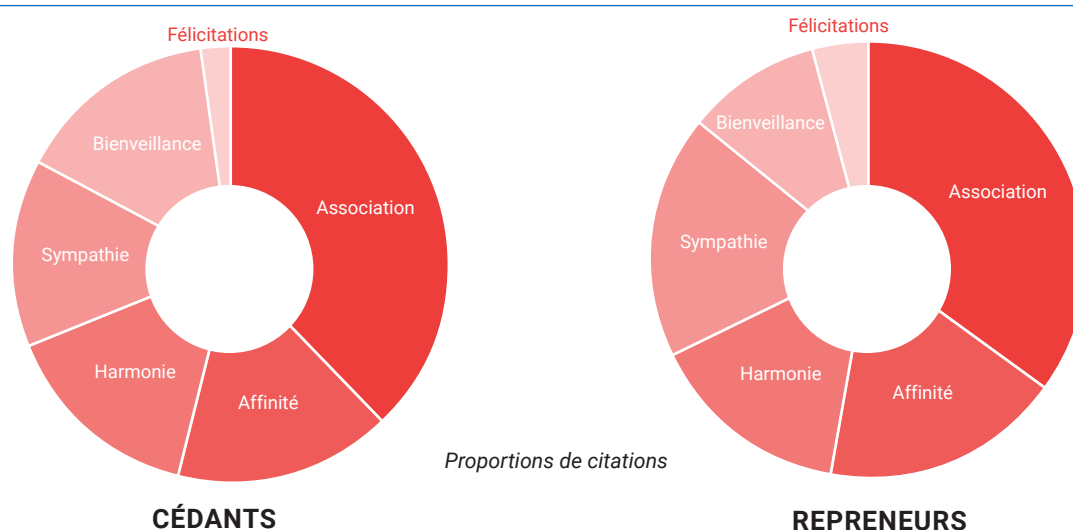 Félicitations
Bienveillance
Association
Sympathie
Harmonie
Affinité
CÉDANTS
Proportions de citations
Félicitations
Bienveillance
Association
Sympathie
Harmonie
Affinité
REPRENEURS